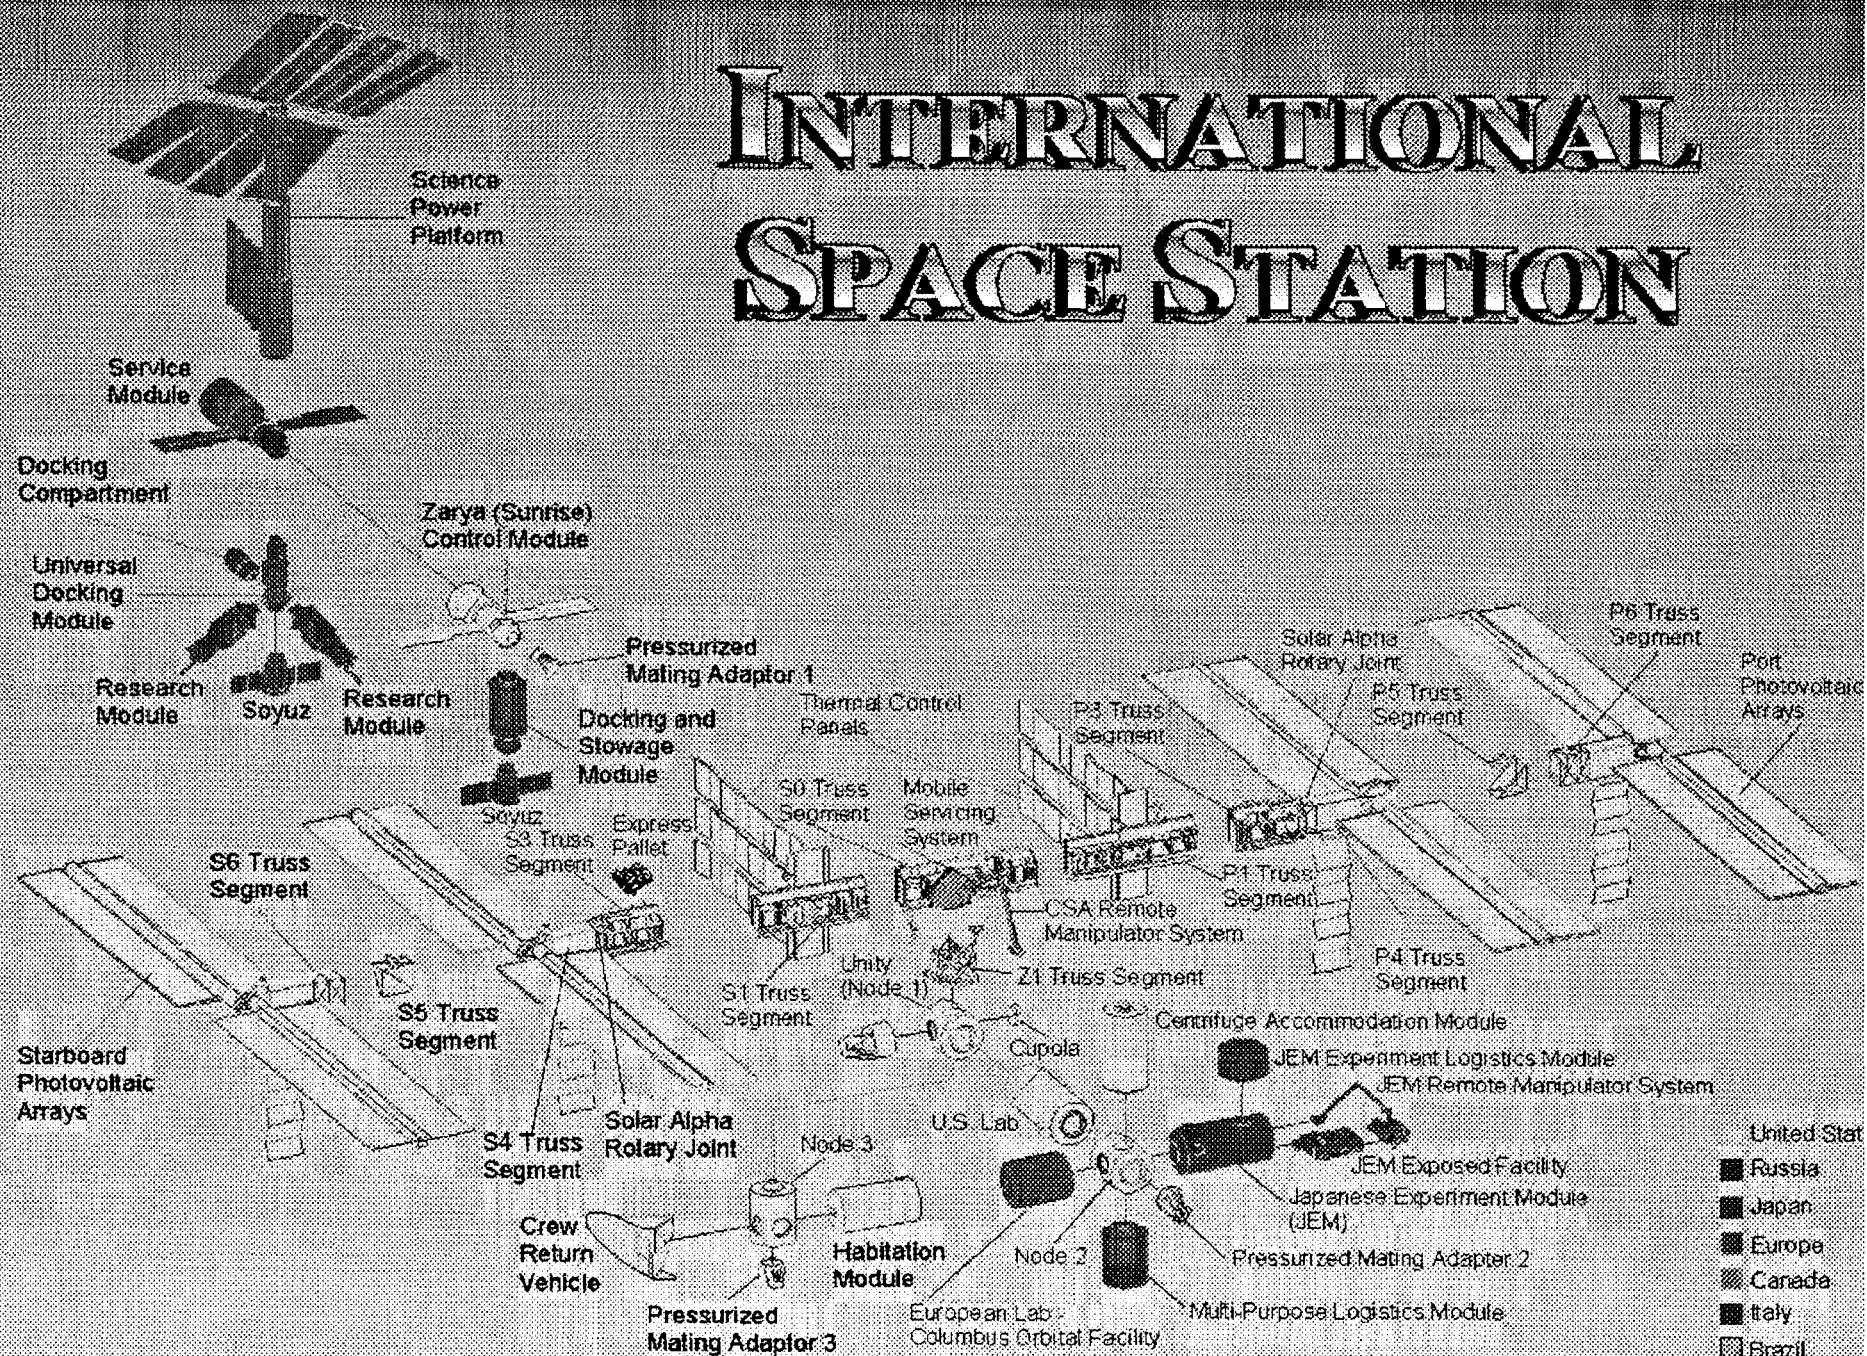 INTERNATIONAL
SPACE STATION
Science
Power
Platform
Service
Module
Docking
Compartment
Zarya (Sunrise)
Control Module
Universal
Docking
Module
Research
Module
Soyuz
Research
Module
Pressurized
Mating Adaptor 1
Docking and
Stowage
Module
Soyuz
Thermal Control
Panels
P3 Truss
Segment
Solar Alpha
Rotary Joint
P5 Truss
Segment
P6 Truss
Segment
Port
Photovoltaic
Arrays
S0 Truss
Segment
Mobile
Servicing
System
S3 Truss
Segment
Express
Pallet
S6 Truss
Segment
P1 Truss
Segment
CSA Remote
Manipulator System
P4 Truss
Segment
Unity
(Node 1)
Z1 Truss Segment
S1 Truss
Segment
S5 Truss
Segment
Centrifuge Accommodation Module
Cupola
Starboard
Photovoltaic
Arrays
JEM Experiment Logistics Module
JEM Remote Manipulator System
U.S. Lab
Solar Alpha
Rotary Joint
S4 Truss
Segment
Node 3
JEM Exposed Facility
Japanese Experiment Module
(JEM)
Crew
Return
Vehicle
Habitation
Module
Node 2
Pressurized Mating Adapter 2
Pressurized
Mating Adaptor 3
European Lab -
Columbus Orbital Facility
Multi-Purpose Logistics Module
United Stat
Russia
Japan
Europe
Canada
Italy
Brazil